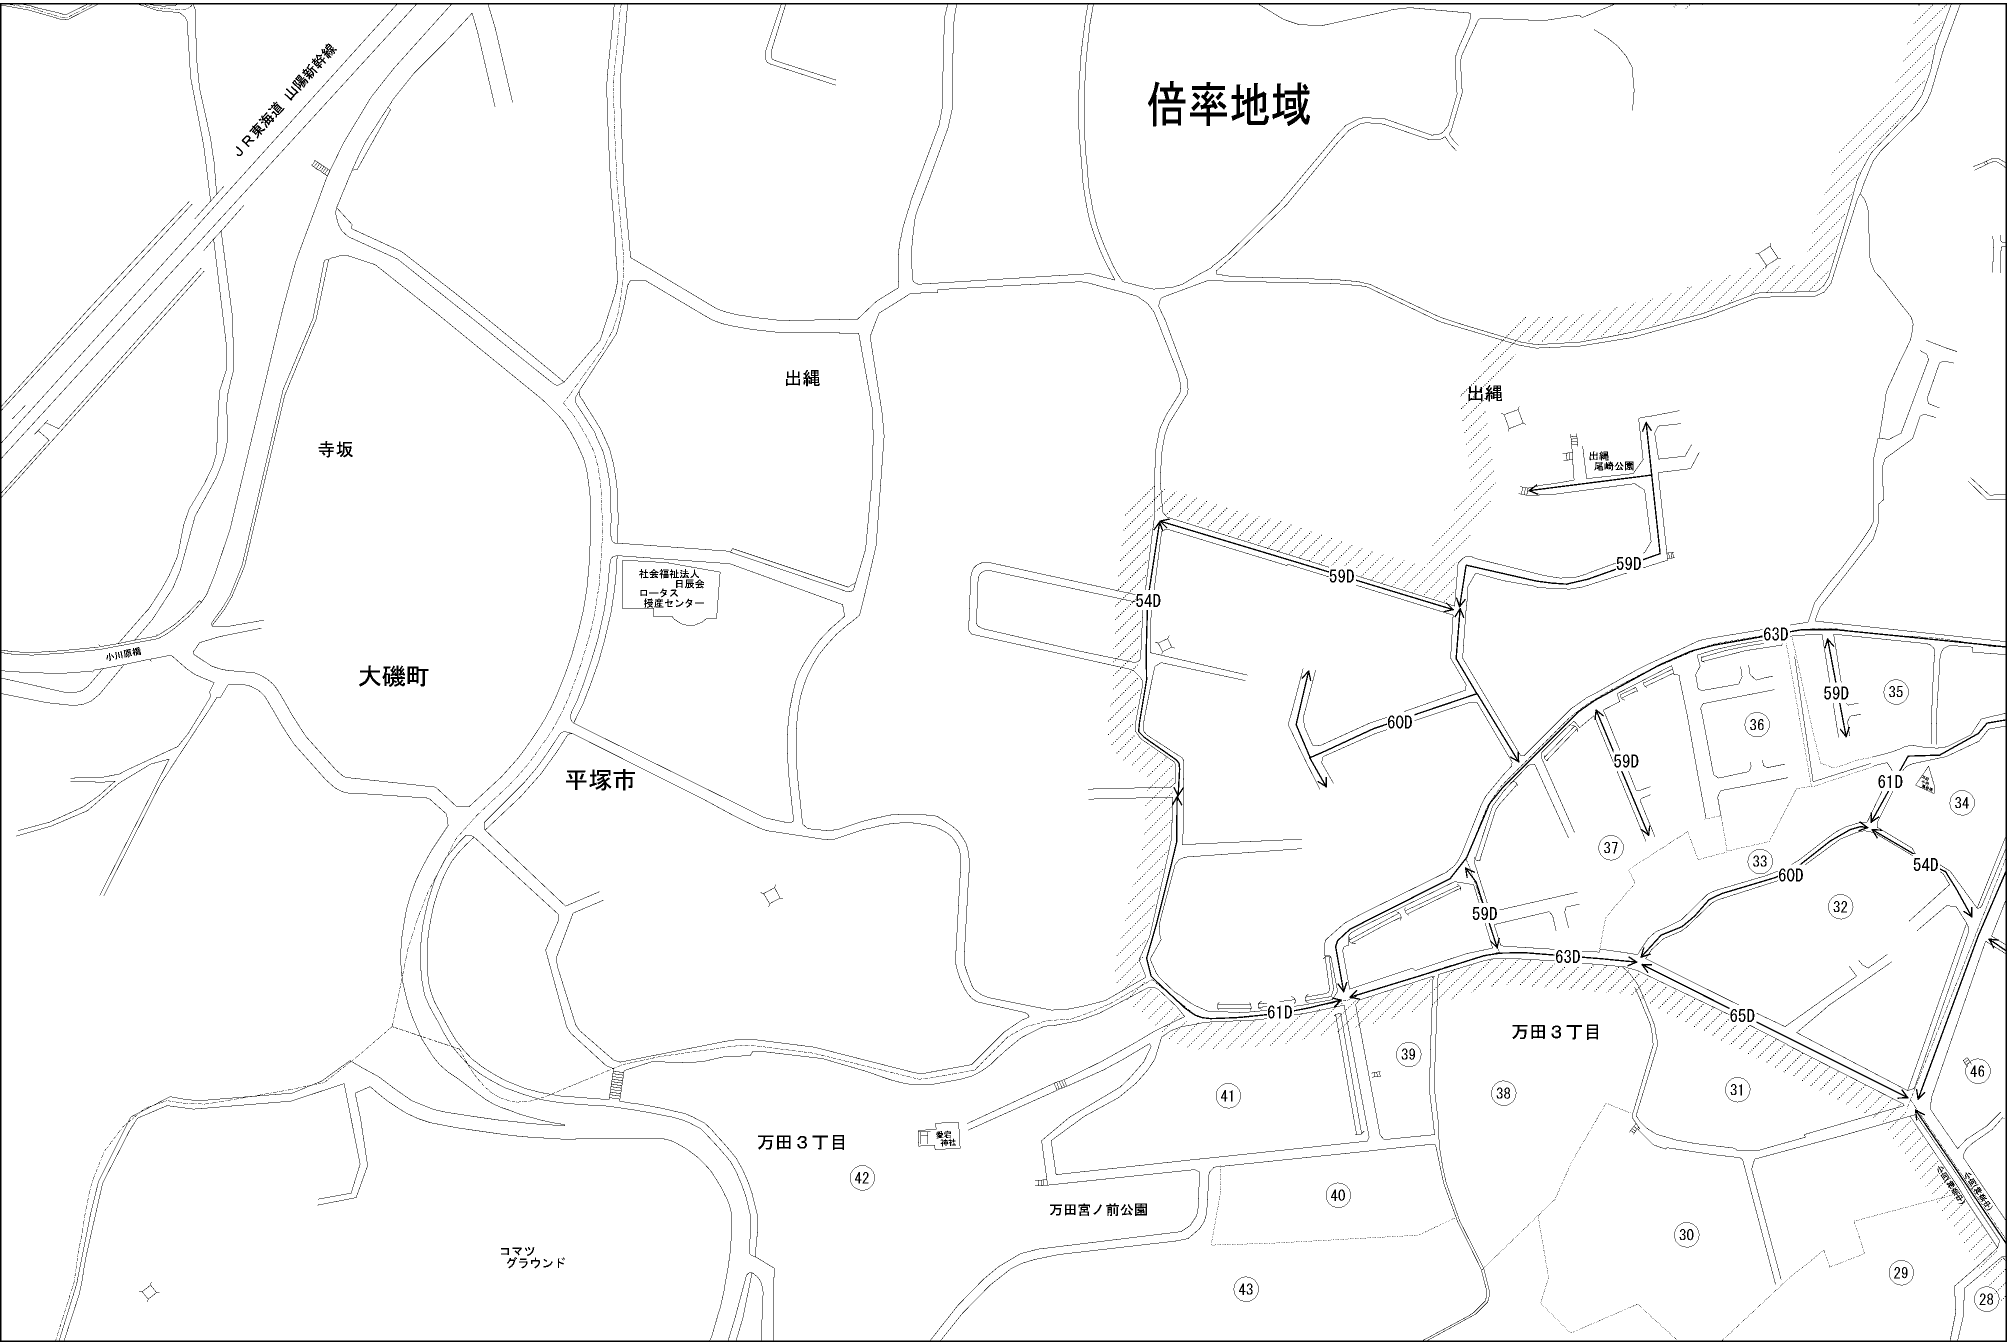 JR東海道 山陽新幹線
倍率地域
出縄
出縄
寺坂
出縄
尾崎公園
社会福祉法人
日辰会
ロータス
授産センター
59D
59D
54D
63D
小川原橋
大磯町
59D
35
60D
36
平塚市
59D
61D
34
37
33
60D
54D
32
59D
63D
61D
65D
万田3丁目
39
46
41
38
31
愛宕
神社
万田3丁目
42
40
万田宮ノ前公園
30
コマツ
グラウンド
43
29
28